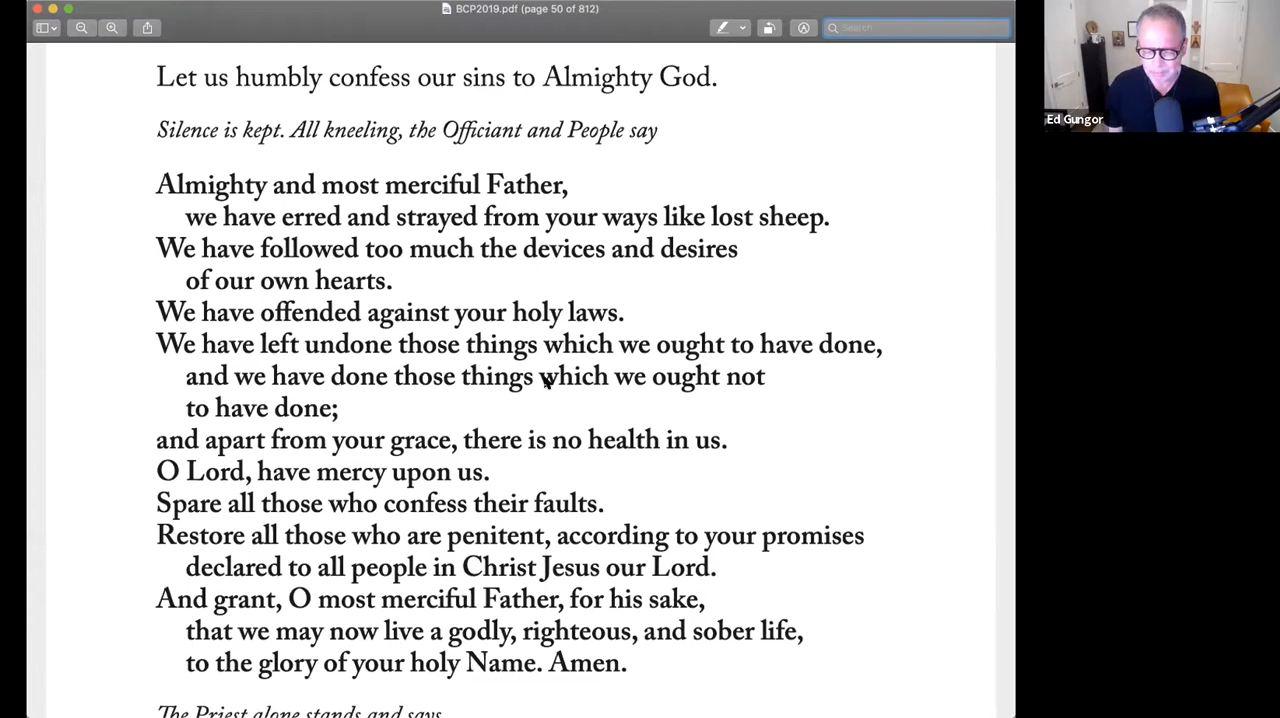 BCP2019.pdf (page 50 of 812)
Search
Let us humbly confess our sins to Almighty God.
Silence is kept. All kneeling, the Officiant and People say
Almighty and most merciful Father,
we have erred and strayed from your ways like lost sheep.
We have followed too much the devices and desires
of our own hearts.
We have offended against your holy laws.
We have left undone those things which we ought to have done,
and we have done those things which we ought not
to have done;
and apart from your grace, there is no health in us.
O Lord, have mercy upon us.
Spare all those who confess their faults.
Restore all those who are penitent, according to your promises
declared to all people in Christ Jesus our Lord.
And grant, O most merciful Father, for his sake,
that we may now live a godly, righteous, and sober life,
to the glory of your holy Name. Amen.
The Priest alone stands and says
Ed Gungor